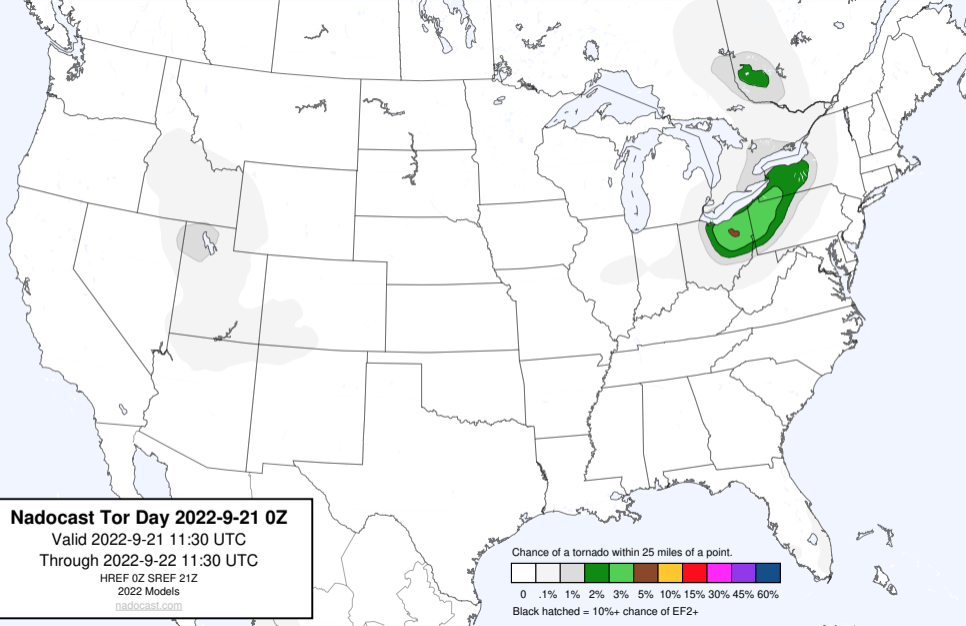 Nadocast Tor Day 2022-9-21 0Z
Valid 2022-9-21 11:30 UTC
Through 2022-9-22 11:30 UTC
HREF 0Z SREF 21Z
2022 Models
nadocast.com
Chance of a tornado within 25 miles of a point.
0 .1% 1% 2% 3% 5% 10% 15% 30% 45% 60%
Black hatched = 10%+ chance of EF2+